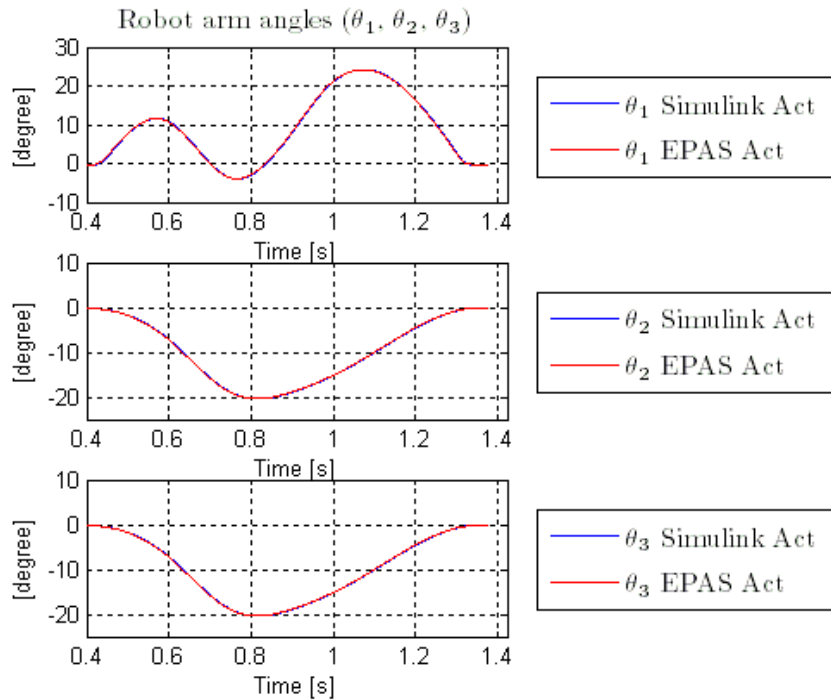 Robot arm angles (θ₁, θ₂, θ₃)
30
20
10
0
-10
[degree]
0.4 0.6 0.8 1 1.2 1.4
Time [s]
θ₁ Simulink Act
θ₁ EPAS Act
10
0
-10
-20
[degree]
0.4 0.6 0.8 1 1.2 1.4
Time [s]
θ₂ Simulink Act
θ₂ EPAS Act
10
0
-10
-20
[degree]
0.4 0.6 0.8 1 1.2 1.4
Time [s]
θ₃ Simulink Act
θ₃ EPAS Act